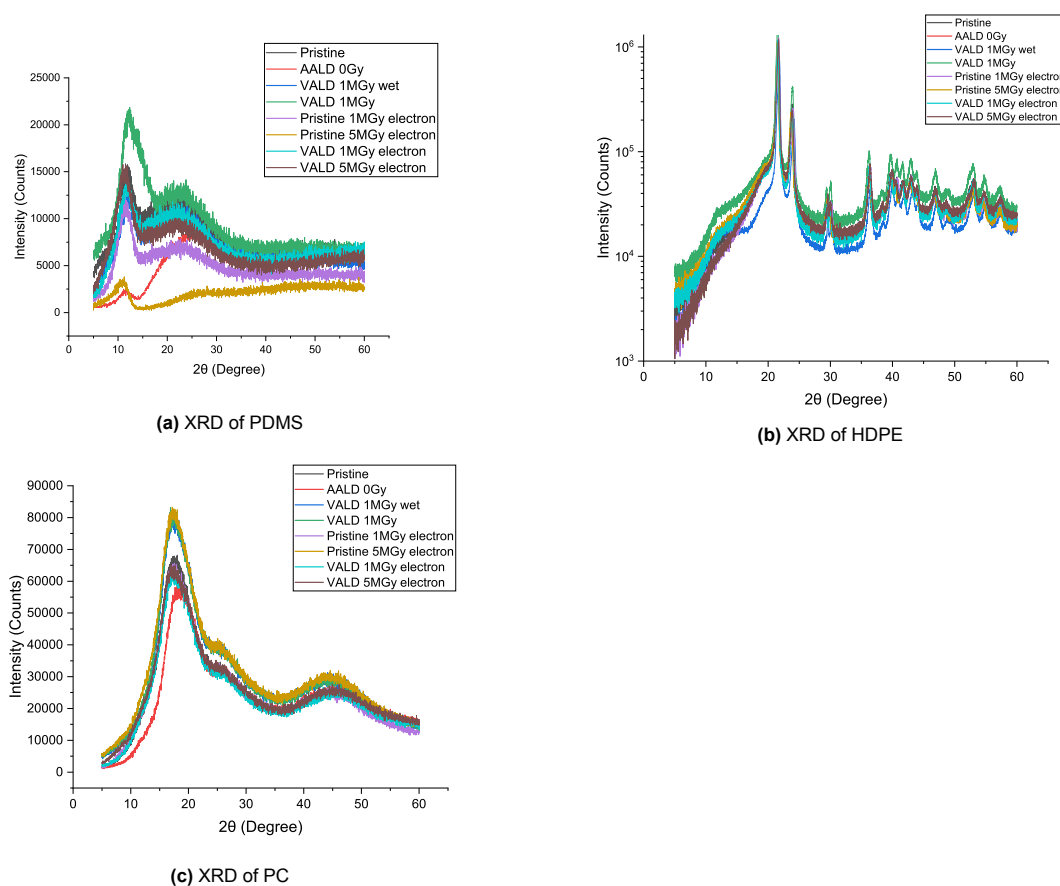 Pristine
AALD 0Gy
VALD 1MGy wet
VALD 1MGy
Pristine 1MGy electron
Pristine 5MGy electron
VALD 1MGy electron
VALD 5MGy electron
25000
20000
15000
10000
5000
0
Intensity (Counts)
0 10 20 30 40 50 60
2θ (Degree)
(a) XRD of PDMS
Pristine
AALD 0Gy
VALD 1MGy wet
VALD 1MGy
Pristine 1MGy electron
Pristine 5MGy electron
VALD 1MGy electron
VALD 5MGy electron
10⁶
10⁵
10⁴
10³
Intensity (Counts)
0 10 20 30 40 50 60
2θ (Degree)
(b) XRD of HDPE
Pristine
AALD 0Gy
VALD 1MGy wet
VALD 1MGy
Pristine 1MGy electron
Pristine 5MGy electron
VALD 1MGy electron
VALD 5MGy electron
90000
80000
70000
60000
50000
40000
30000
20000
10000
0
Intensity (Counts)
0 10 20 30 40 50 60
2θ (Degree)
(c) XRD of PC